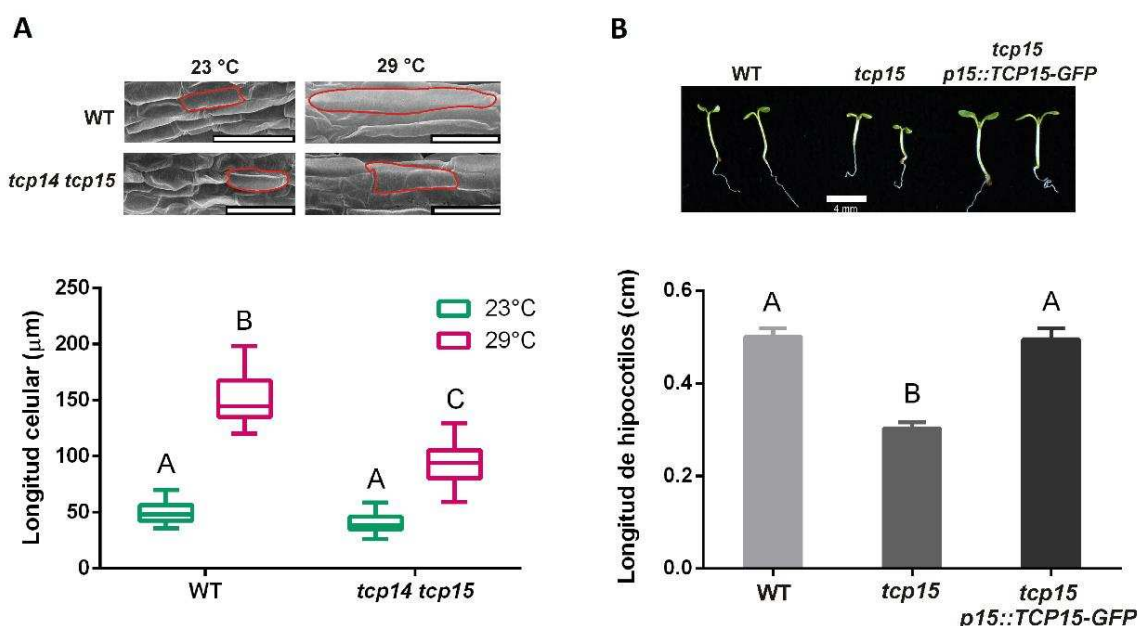 A
23 °C 29 °C
WT
tcp14 tcp15
Longitud celular (μm)
250
200
150
100
50
0
A
B
A
C
23°C
29°C
WT tcp14 tcp15
B
WT tcp15 tcp15
p15::TCP15-GFP
4 mm
Longitud de hipocotilos (cm)
0.6
0.4
0.2
0.0
A
B
A
WT tcp15 tcp15
p15::TCP15-GFP